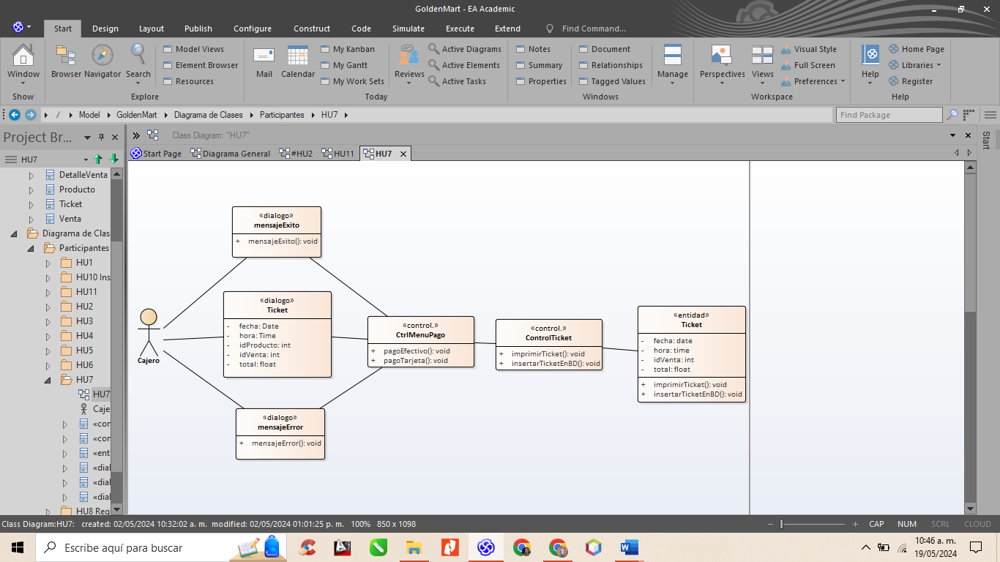 GoldenMart - EA Academic
Start Design Layout Publish Configure Construct Code Simulate Execute Extend Find Command...
Window
Show
Browser Navigator Search
Model Views
Element Browser
Resources
Explore
Mail Calendar
My Kanban
My Gantt
My Work Sets
Reviews
Active Diagrams
Active Elements
Active Tasks
Today
Notes
Summary
Properties
Document
Relationships
Tagged Values
Manage
Windows
Perspectives Views
Visual Style
Full Screen
Preferences
Workspace
Help
Home Page
Libraries
Register
Help
/ Model GoldenMart Diagrama de Clases Participantes HU7
Find Package
Project Br...
HU7
DetalleVenta
Producto
Ticket
Venta
Diagrama de Clas
Participantes
HU1
HU10 Ins
HU11
HU2
HU3
HU4
HU5
HU6
HU7
HU7
Caje
«con
«con
«ent
«dial
«dial
«dial
HU8 Reg
Class Diagram: "HU7"
Start Page Diagrama General #HU2 HU11 HU7
Start
«dialogo»
mensajeExito
+ mensajeExito(): void
«dialogo»
Ticket
- fecha: Date
- hora: Time
- idProducto: int
- idVenta: int
- total: float
Cajero
«dialogo»
mensajeError
+ mensajeError(): void
«control.»
CtrlMenuPago
+ pagoEfectivo(): void
+ pagoTarjeta(): void
«control.»
ControlTicket
+ imprimirTicket(): void
+ insertarTicketEnBD(): void
«entidad»
Ticket
- fecha: date
- hora: time
- idVenta: int
- total: float
+ imprimirTicket(): void
+ insertarTicketEnBD(): void
Class Diagram:HU7: created: 02/05/2024 10:32:02 a. m. modified: 02/05/2024 01:01:25 p. m. 100% 850 x 1098
CAP NUM SCRL CLOUD
Escribe aquí para buscar
10:46 a. m.
19/05/2024